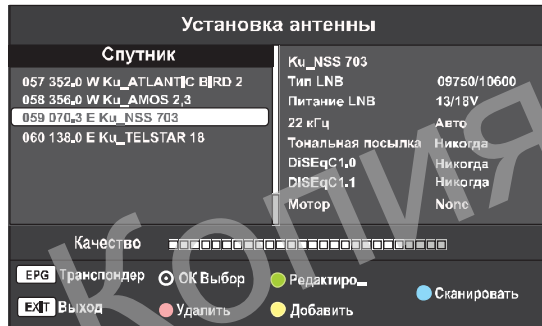 Установка антенны
Спутник
057 352.0 W Ku_ATLANTIC BIRD 2
058 356.0 W Ku_AMOS 2,3
059 070.3 E Ku_NSS 703
060 138.0 E Ku_TELSTAR 18
Ku_NSS 703
Тип LNB 09750/10600
Питание LNB 13/18V
22 кГц Авто
Тональная посылка Никогда
DiSEqC1.0 Никогда
DISEqC1.1 Никогда
Мотор None
Качество
EPG Транспондер OK Выбор Редактиро... Сканировать
EXIT Выход Удалить Добавить
КОПИЯ